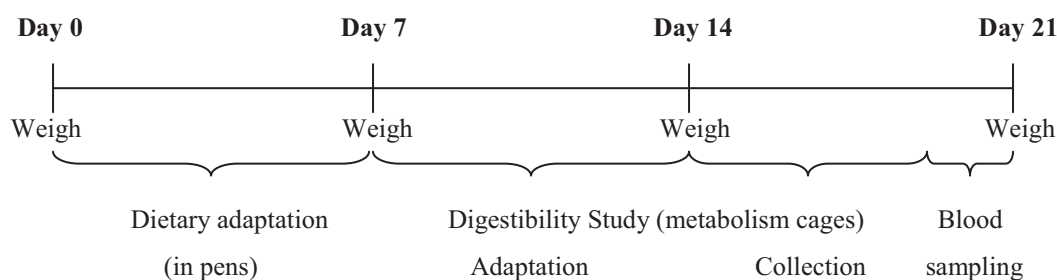 Day 0 Day 7 Day 14 Day 21
Weigh Weigh Weigh Weigh
Dietary adaptation Digestibility Study (metabolism cages) Blood
(in pens) Adaptation Collection sampling